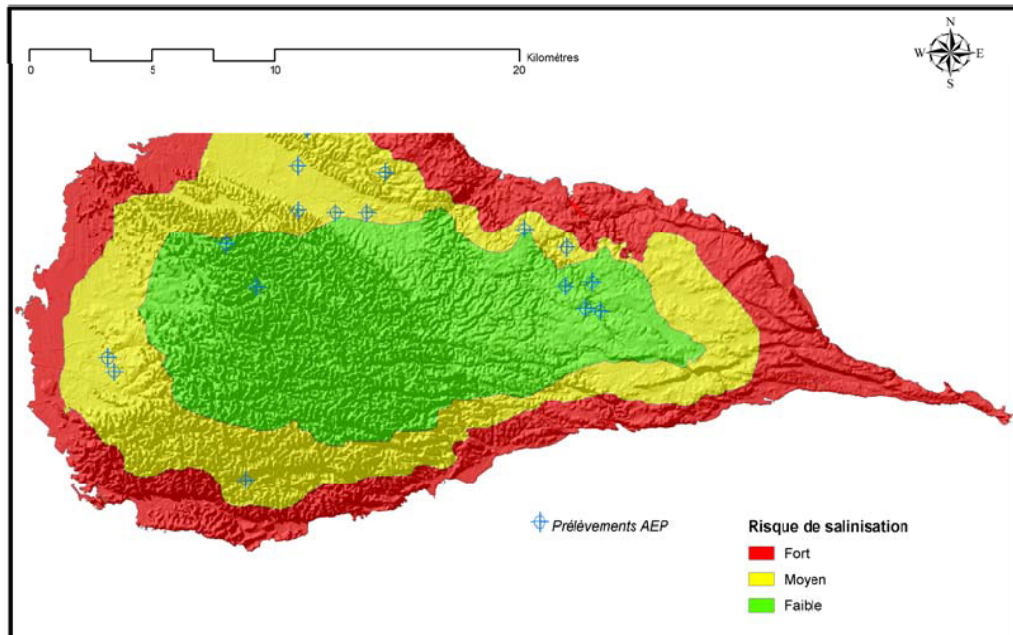 N
W E
S
0 5 10 20
Kilomètres
Prélèvements AEP
Risque de salinisation
Fort
Moyen
Faible